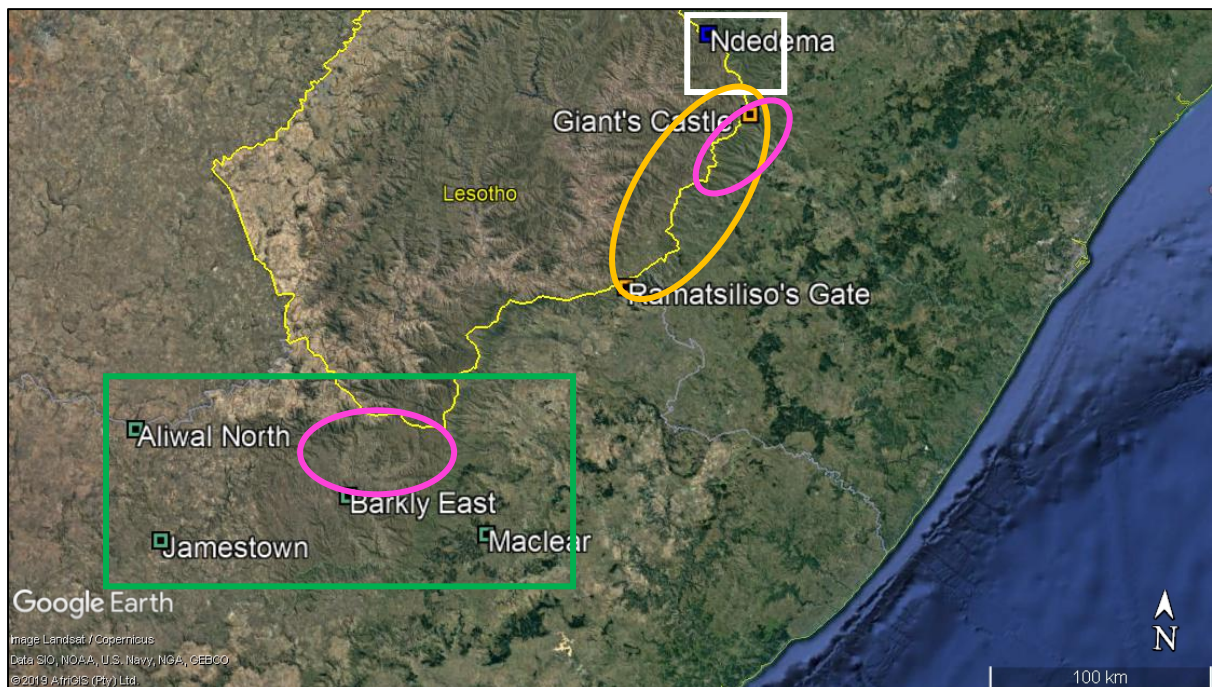 Ndedema
Giant's Castle
Lesotho
Ramatsiliso's Gate
Aliwal North
Barkly East
Jamestown
Maclear
Google Earth
Image Landsat / Copernicus
Data SIO, NOAA, U.S. Navy, NGA, GEBCO
©2019 AfriGIS (Pty) Ltd.
N
100 km